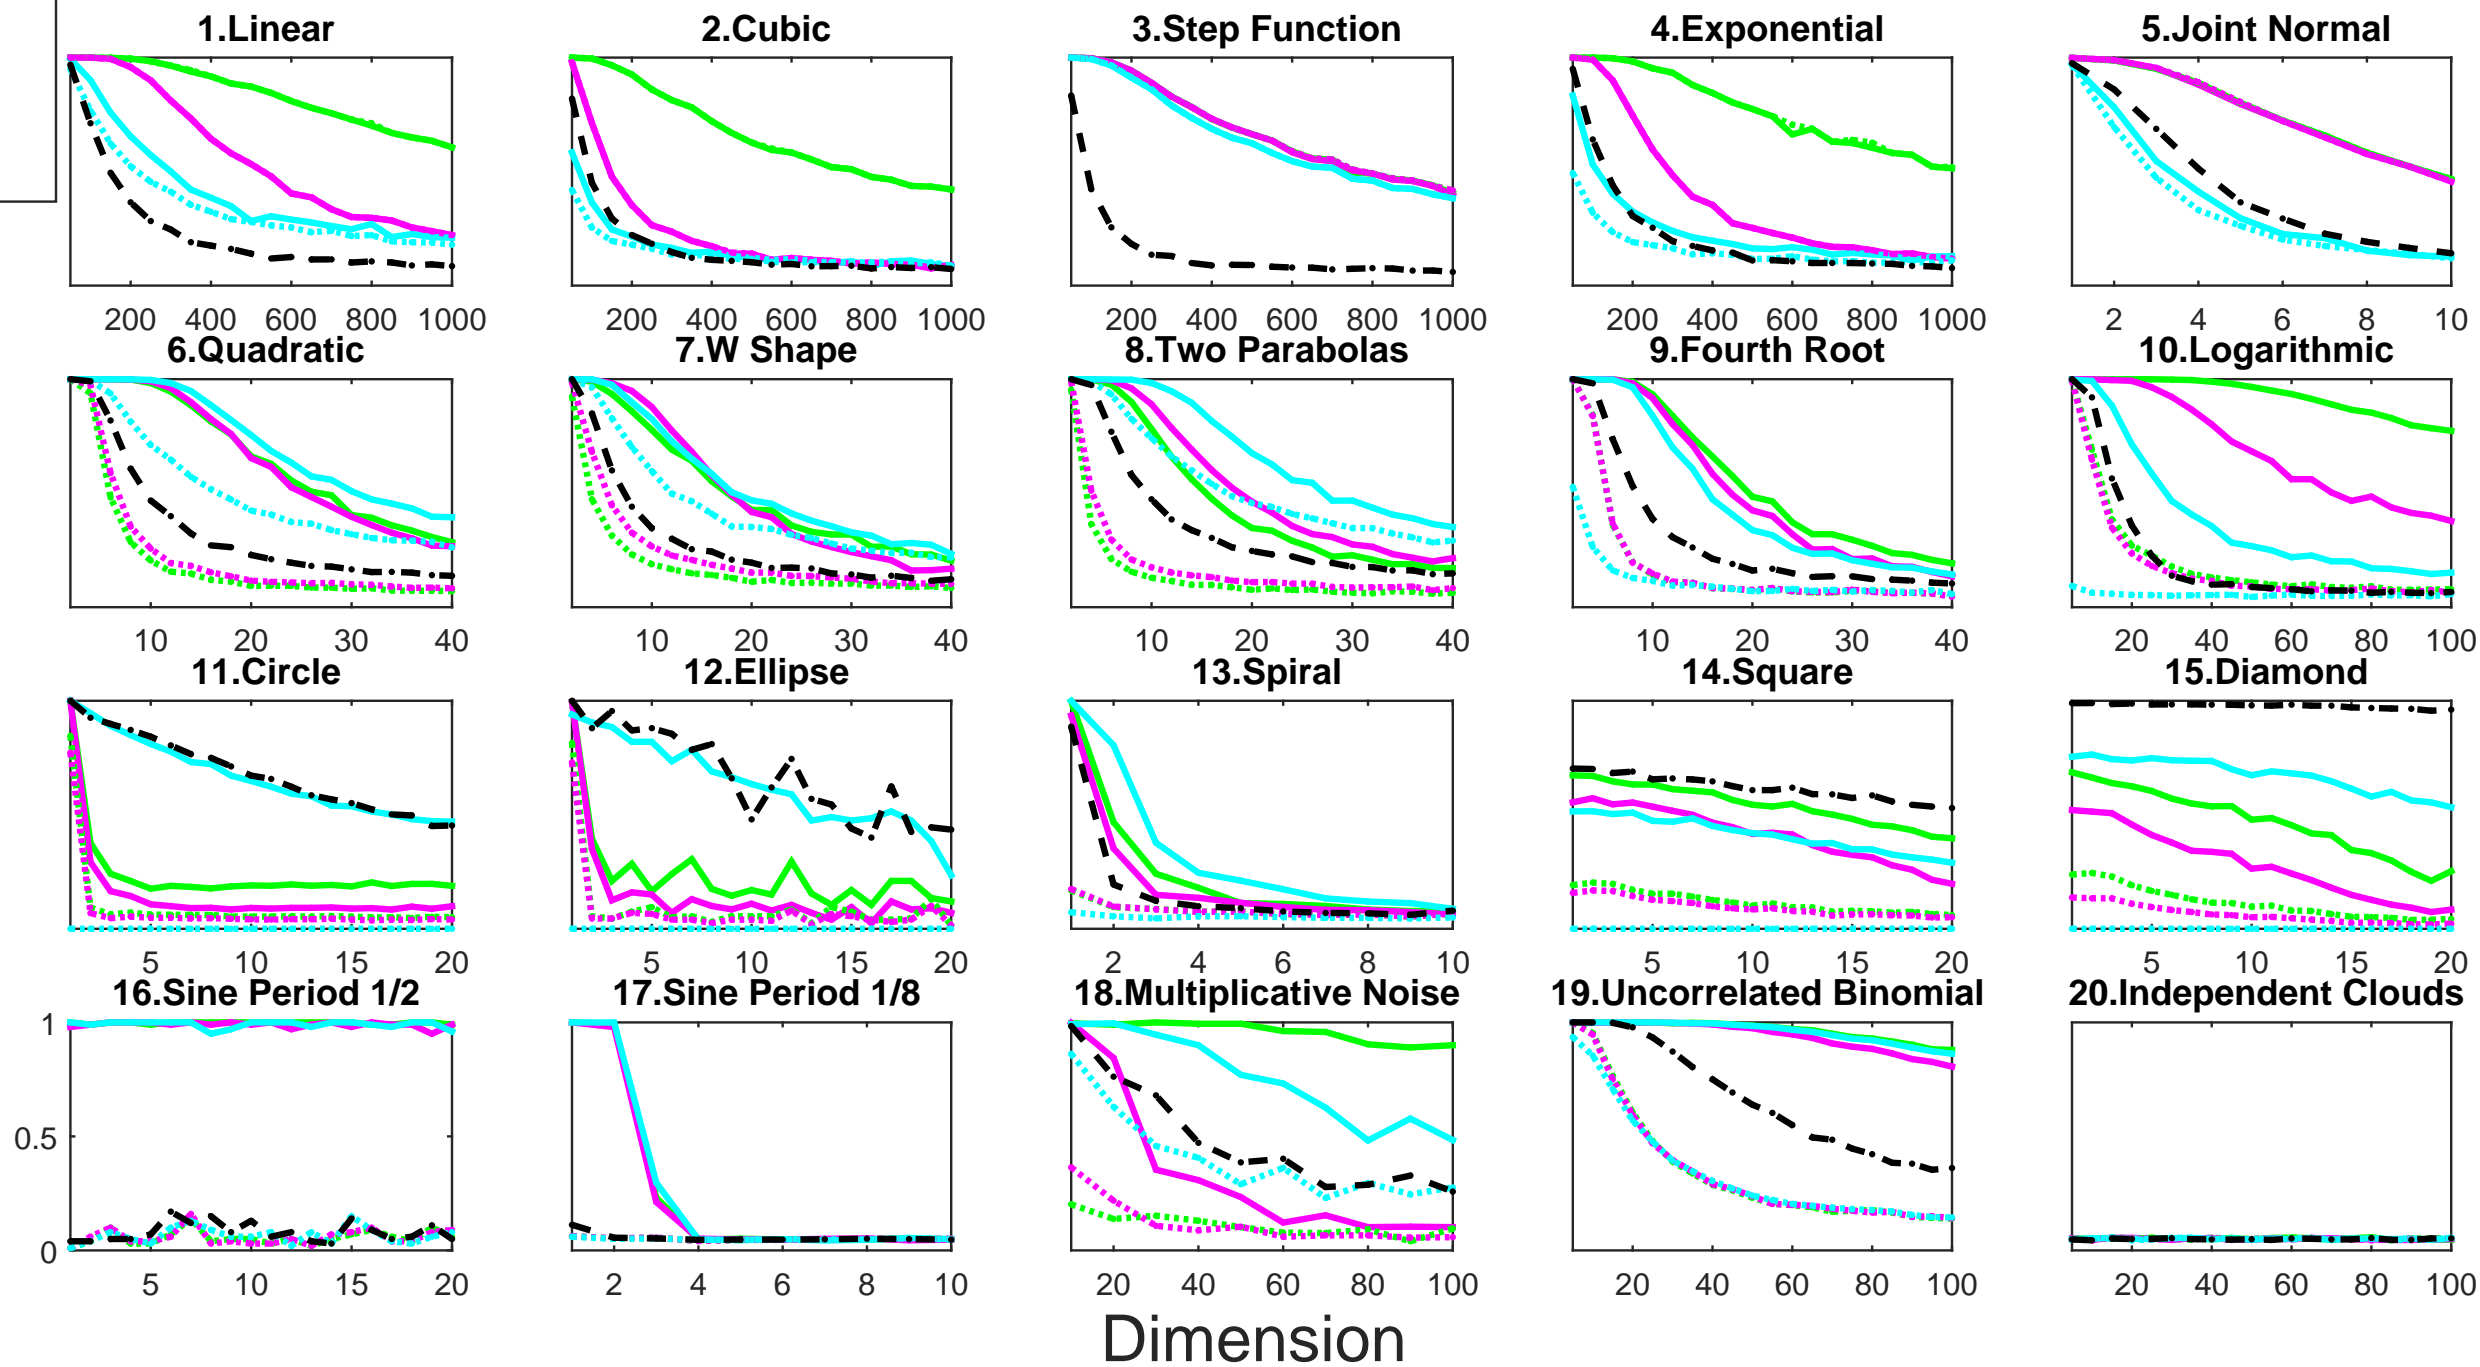 1.Linear 2.Cubic 3.Step Function 4.Exponential 5.Joint Normal
200 400 600 800 1000 200 400 600 800 1000 200 400 600 800 1000 200 400 600 800 1000 2 4 6 8 10
6.Quadratic 7.W Shape 8.Two Parabolas 9.Fourth Root 10.Logarithmic
10 20 30 40 10 20 30 40 10 20 30 40 10 20 30 40 20 40 60 80 100
11.Circle 12.Ellipse 13.Spiral 14.Square 15.Diamond
5 10 15 20 5 10 15 20 2 4 6 8 10 5 10 15 20 5 10 15 20
16.Sine Period 1/2 17.Sine Period 1/8 18.Multiplicative Noise 19.Uncorrelated Binomial 20.Independent Clouds
1
0.5
0
5 10 15 20 2 4 6 8 10 20 40 60 80 100 20 40 60 80 100 20 40 60 80 100
Dimension